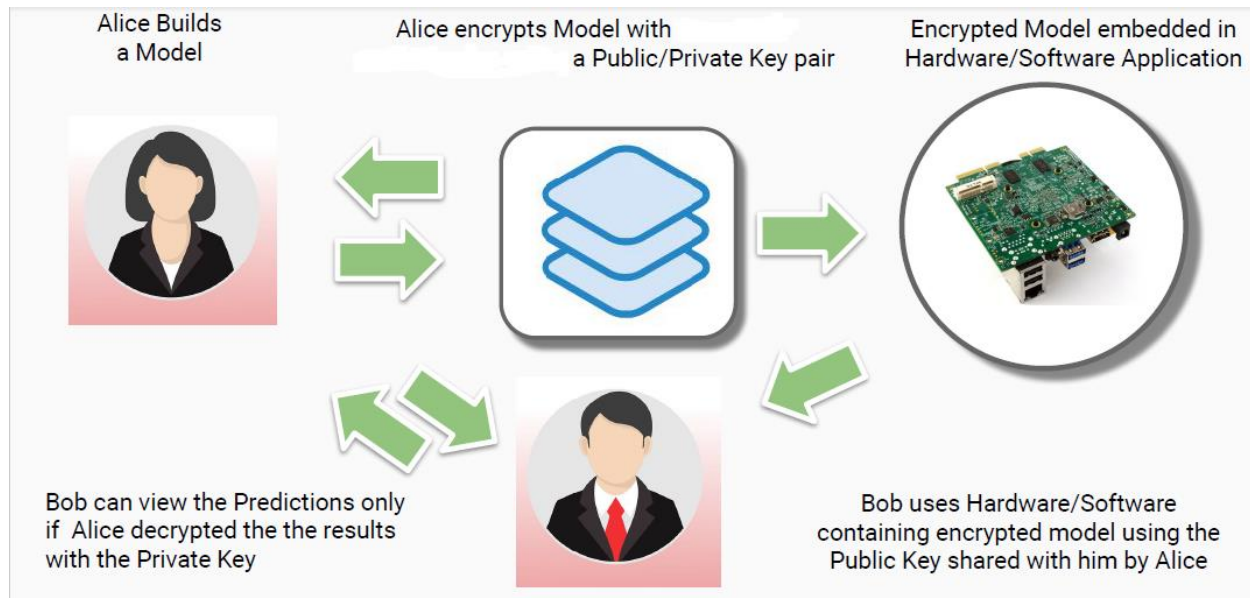 Alice Builds
a Model
Alice encrypts Model with
a Public/Private Key pair
Encrypted Model embedded in
Hardware/Software Application
Bob can view the Predictions only
if Alice decrypted the the results
with the Private Key
Bob uses Hardware/Software
containing encrypted model using the
Public Key shared with him by Alice